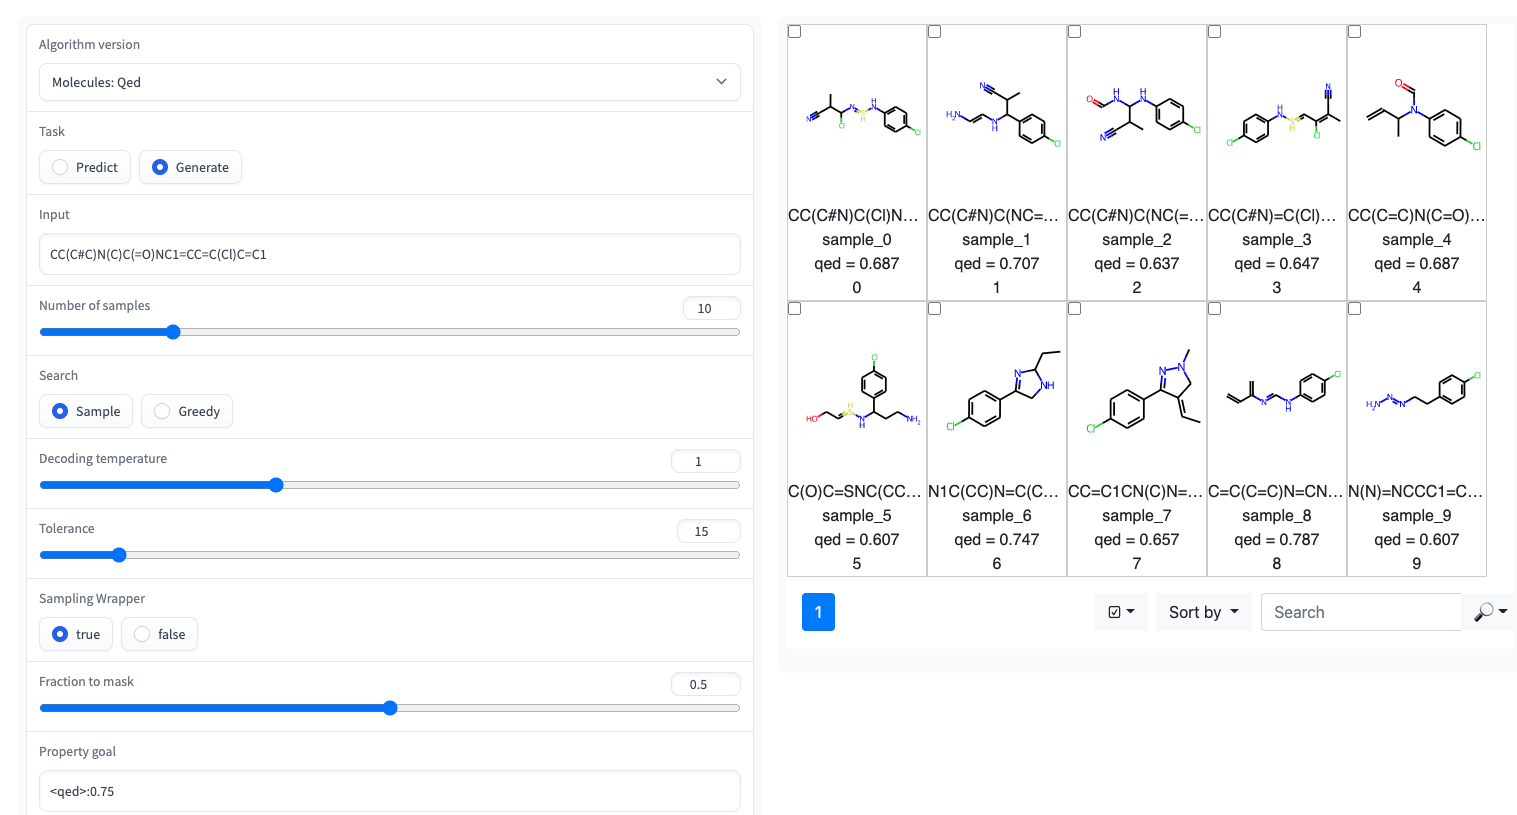 Algorithm version
Molecules: Qed
Task
Predict
Generate
Input
CC(C#C)N(C)C(=O)NC1=CC=C(Cl)C=C1
Number of samples
10
Search
Sample
Greedy
Decoding temperature
1
Tolerance
15
Sampling Wrapper
true
false
Fraction to mask
0.5
Property goal
<qed>:0.75
CC(C#N)C(Cl)N...
sample_0
qed = 0.687
0
CC(C#N)C(NC=...
sample_1
qed = 0.707
1
CC(C#N)C(NC(=...
sample_2
qed = 0.637
2
CC(C#N)=C(Cl)...
sample_3
qed = 0.647
3
CC(C=C)N(C=O)...
sample_4
qed = 0.687
4
C(O)C=SNC(CC...
sample_5
qed = 0.607
5
N1C(CC)N=C(C...
sample_6
qed = 0.747
6
CC=C1CN(C)N=...
sample_7
qed = 0.657
7
C=C(C=C)N=CN...
sample_8
qed = 0.787
8
N(N)=NCCC1=C...
sample_9
qed = 0.607
9
1
Sort by
Search